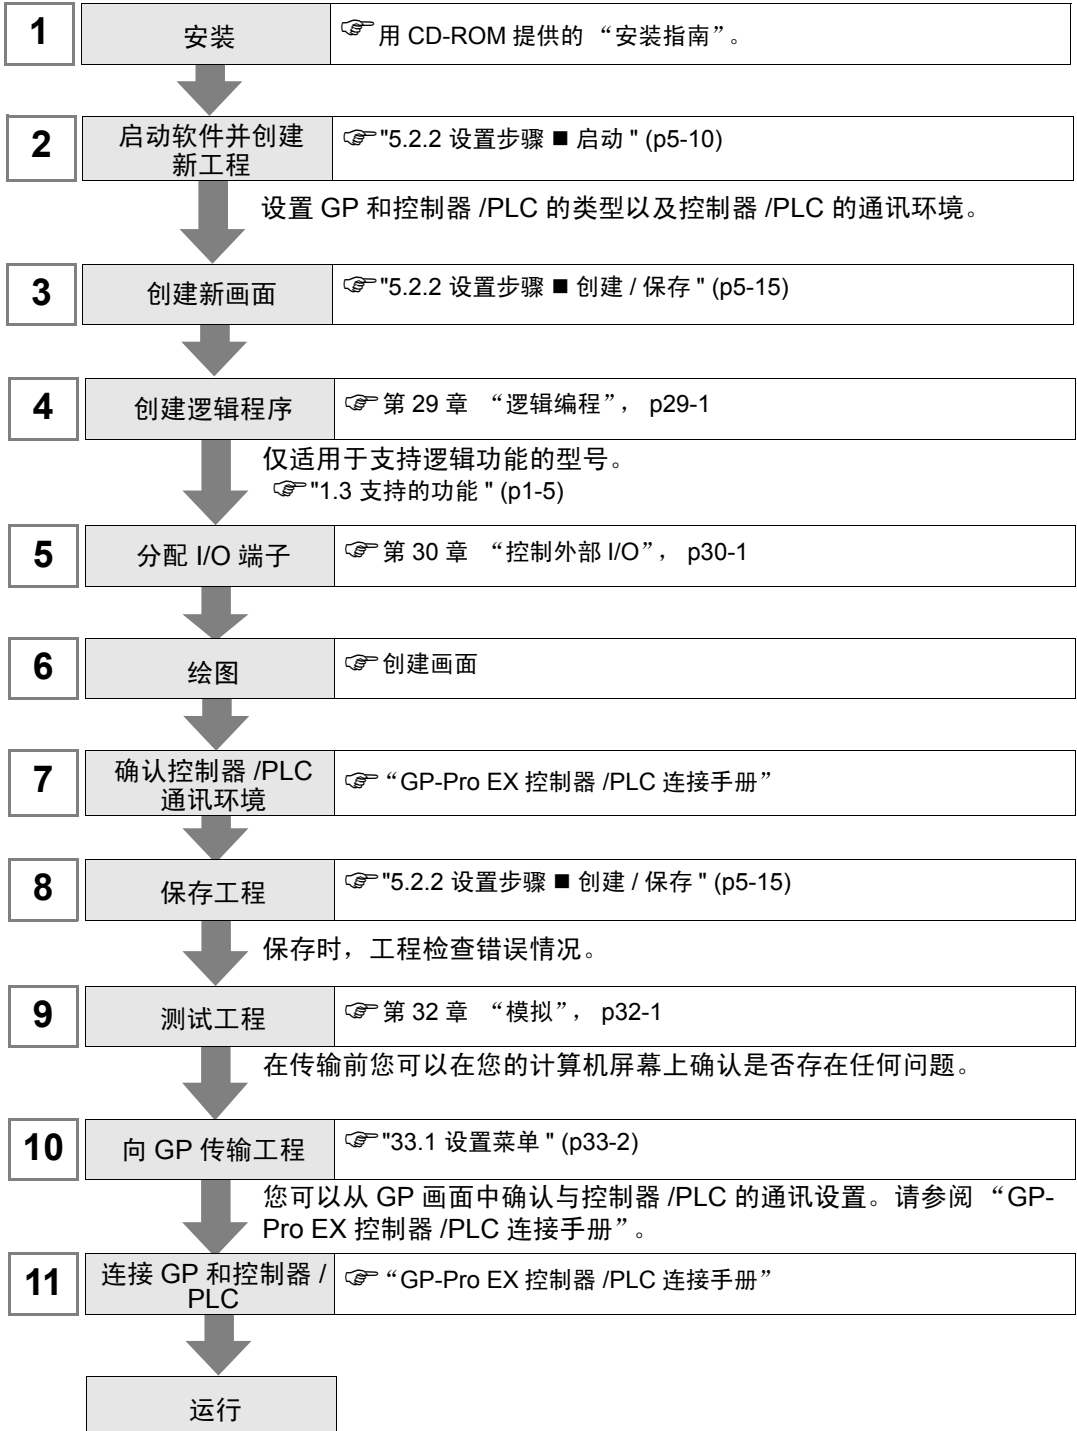 1
安装
☞用 CD-ROM 提供的 “安装指南”。
2
启动软件并创建
新工程
☞"5.2.2 设置步骤 ■ 启动 " (p5-10)
设置 GP 和控制器 /PLC 的类型以及控制器 /PLC 的通讯环境。
3
创建新画面
☞"5.2.2 设置步骤 ■ 创建 / 保存 " (p5-15)
4
创建逻辑程序
☞第 29 章 “逻辑编程”， p29-1
仅适用于支持逻辑功能的型号。
☞"1.3 支持的功能 " (p1-5)
5
分配 I/O 端子
☞第 30 章 “控制外部 I/O”， p30-1
6
绘图
☞创建画面
7
确认控制器 /PLC
通讯环境
☞“GP-Pro EX 控制器 /PLC 连接手册”
8
保存工程
☞"5.2.2 设置步骤 ■ 创建 / 保存 " (p5-15)
保存时，工程检查错误情况。
9
测试工程
☞第 32 章 “模拟”， p32-1
在传输前您可以在您的计算机屏幕上确认是否存在任何问题。
10
向 GP 传输工程
☞"33.1 设置菜单 " (p33-2)
您可以从 GP 画面中确认与控制器 /PLC 的通讯设置。请参阅 “GP-
Pro EX 控制器 /PLC 连接手册”。
11
连接 GP 和控制器 /
PLC
☞“GP-Pro EX 控制器 /PLC 连接手册”
运行